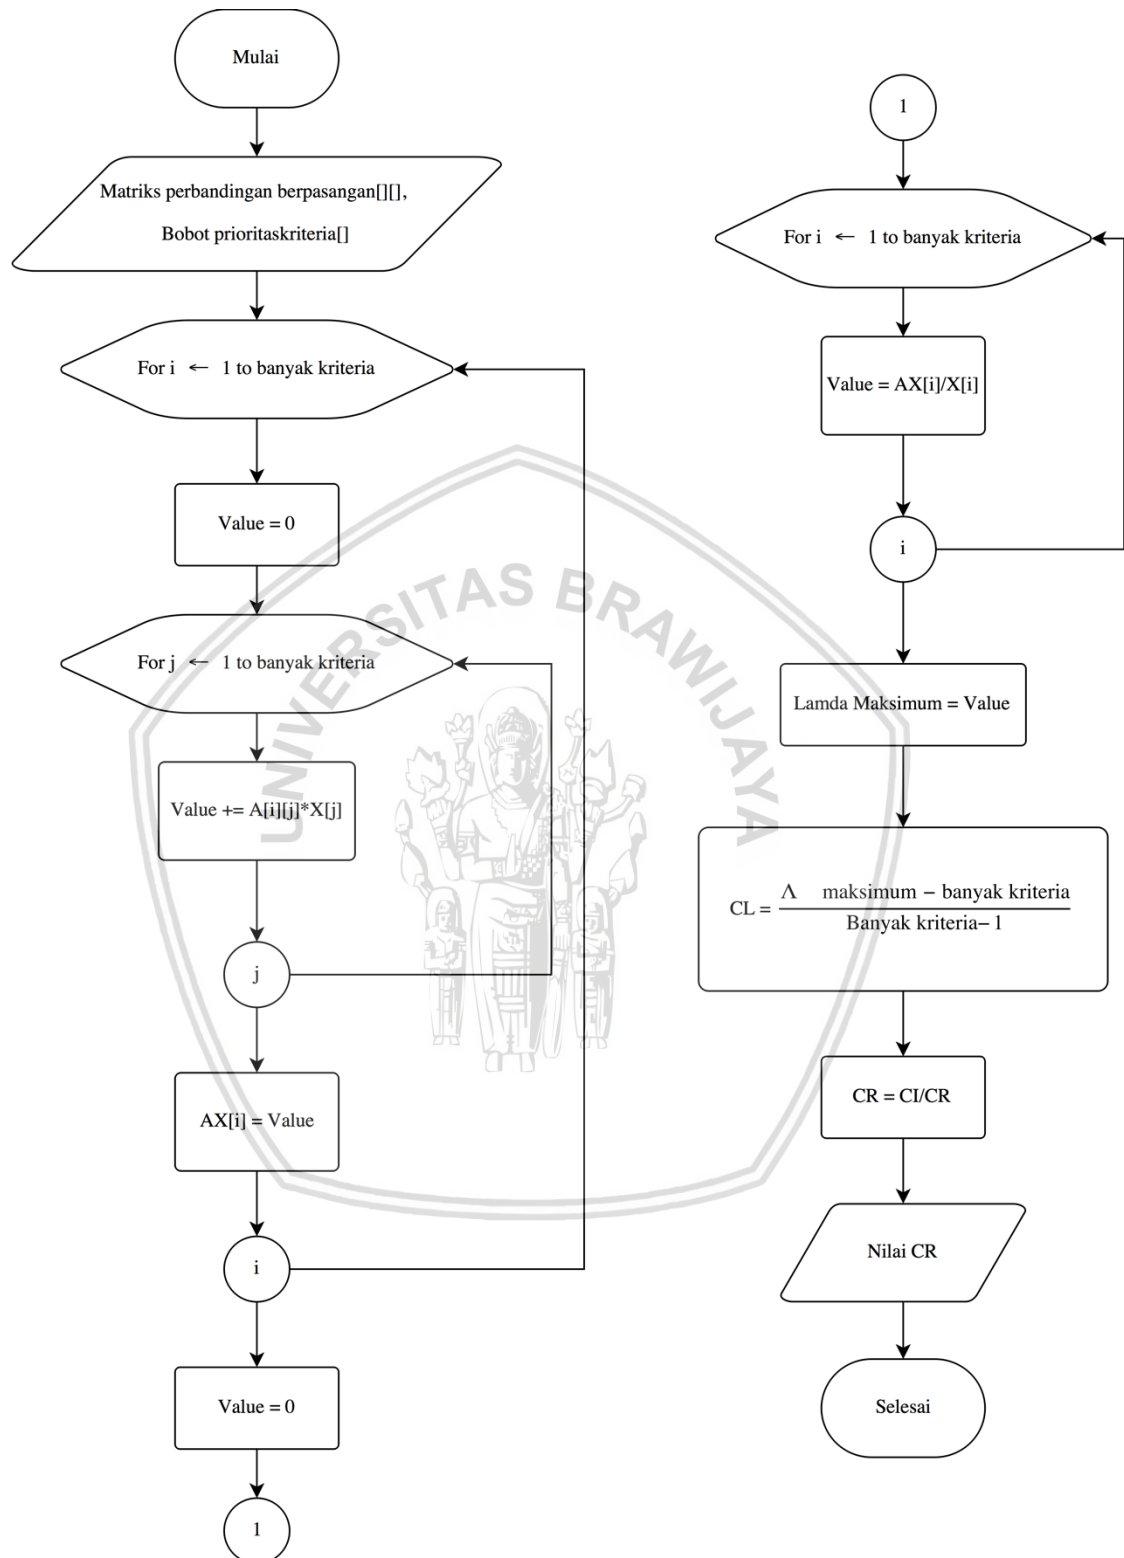 Mulai
Matriks perbandingan berpasangan[][],
Bobot prioritaskriteria[]
For i ← 1 to banyak kriteria
Value = 0
For j ← 1 to banyak kriteria
Value += A[i][j]*X[j]
j
AX[i] = Value
i
Value = 0
1
1
For i ← 1 to banyak kriteria
Value = AX[i]/X[i]
i
Lamda Maksimum = Value
CL = Λ maksimum – banyak kriteria
Banyak kriteria– 1
CR = CI/CR
Nilai CR
Selesai
UNIVERSITAS BRAWIJAYA